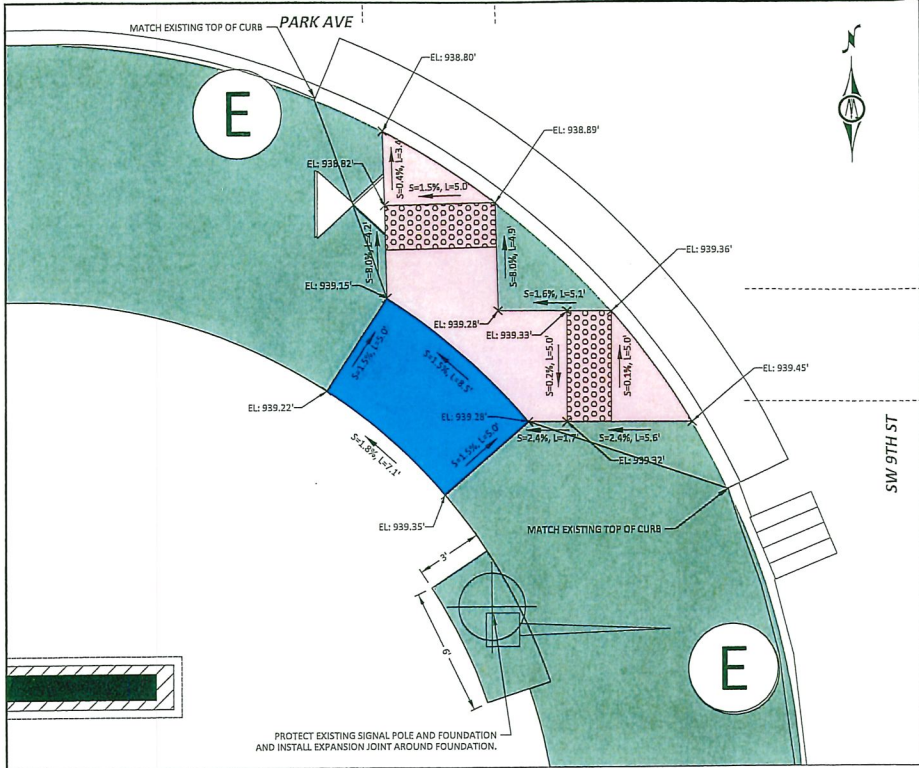 MATCH EXISTING TOP OF CURB
PARK AVE
N
EL: 938.80'
E
EL: 938.89'
EL: 938.82'
S=0.4%, L=3.4
S=1.5%, L=5.0'
S=8.0%, L=4.2'
S=8.0%, L=4.9'
EL: 939.36'
EL: 939.15'
S=1.6%, L=5.1'
EL: 939.28'
EL: 939.33'
S=1.5%, L=5.0'
S=1.5%, L=8.5'
S=0.2%, L=5.0'
S=0.1%, L=5.0'
EL: 939.45'
EL: 939.22'
EL: 939.28'
S=2.4%, L=1.7'
S=2.4%, L=5.6'
S=1.8%, L=7.1'
S=1.5%, L=5.0'
EL: 939.32'
SW 9TH ST
EL: 939.35'
MATCH EXISTING TOP OF CURB
3'
6'
E
PROTECT EXISTING SIGNAL POLE AND FOUNDATION
AND INSTALL EXPANSION JOINT AROUND FOUNDATION.